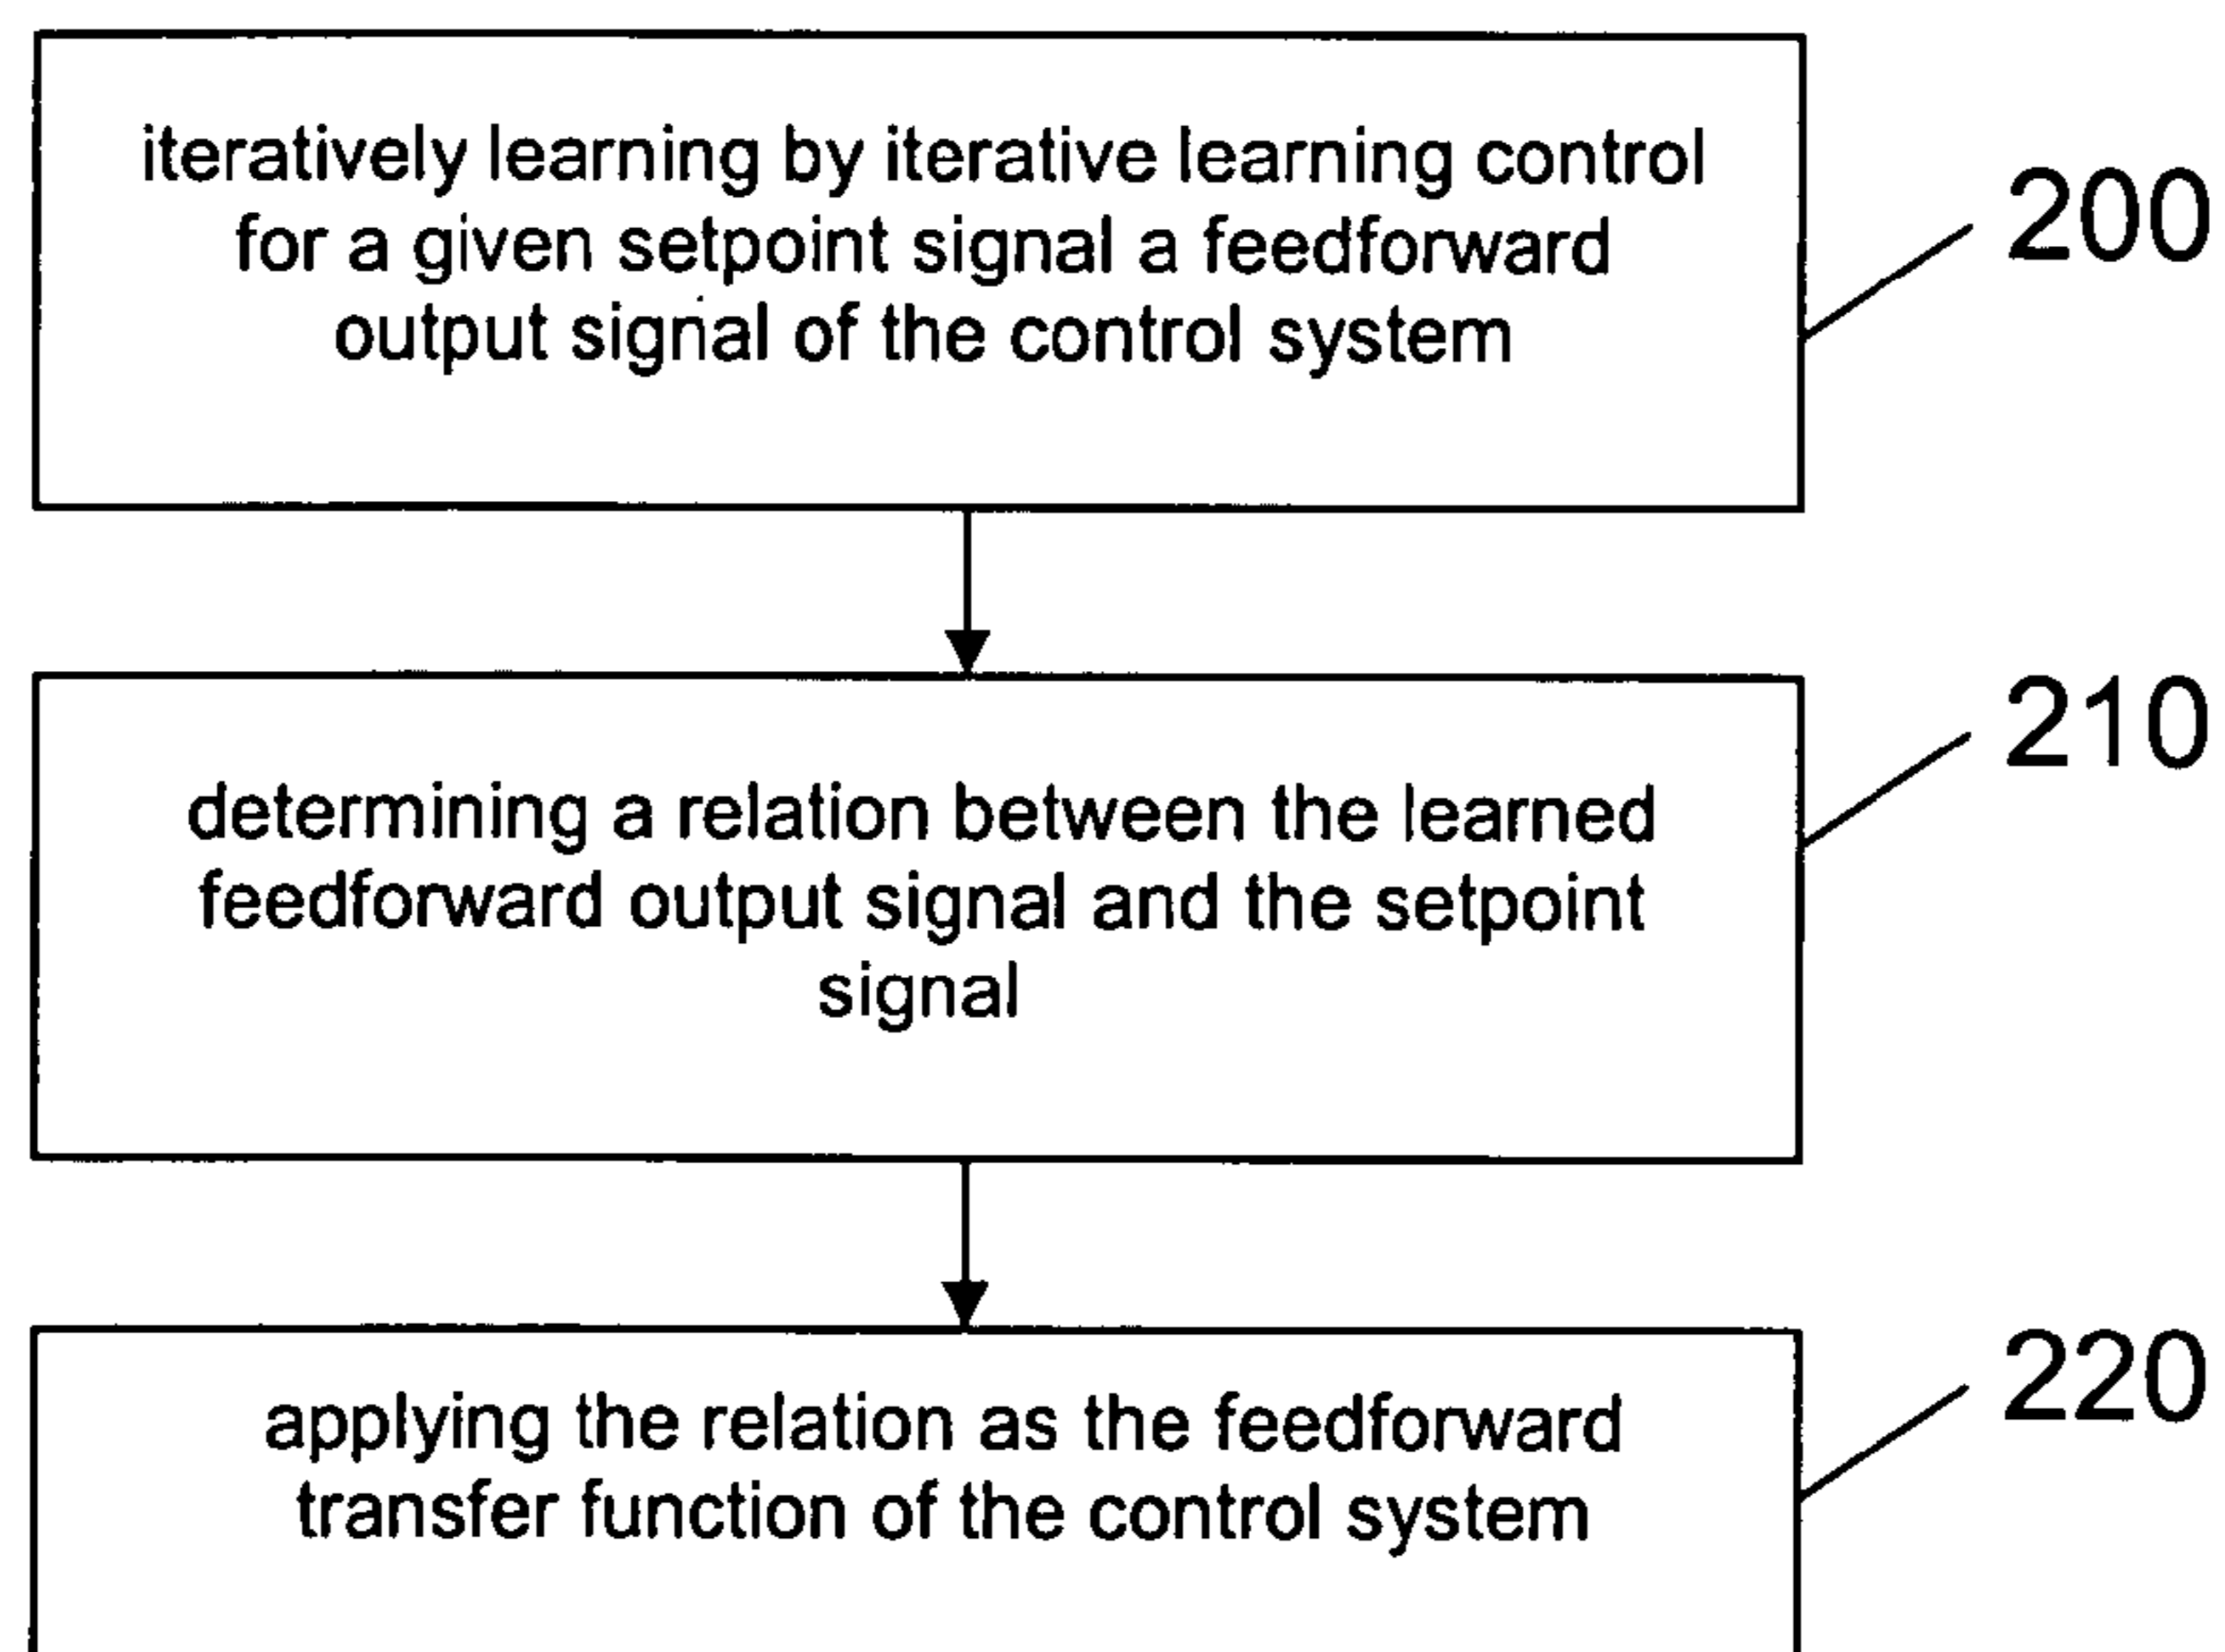 iteratively learning by iterative learning control
for a given setpoint signal a feedforward
output signal of the control system
200
determining a relation between the learned
feedforward output signal and the setpoint
signal
210
applying the relation as the feedforward
transfer function of the control system
220